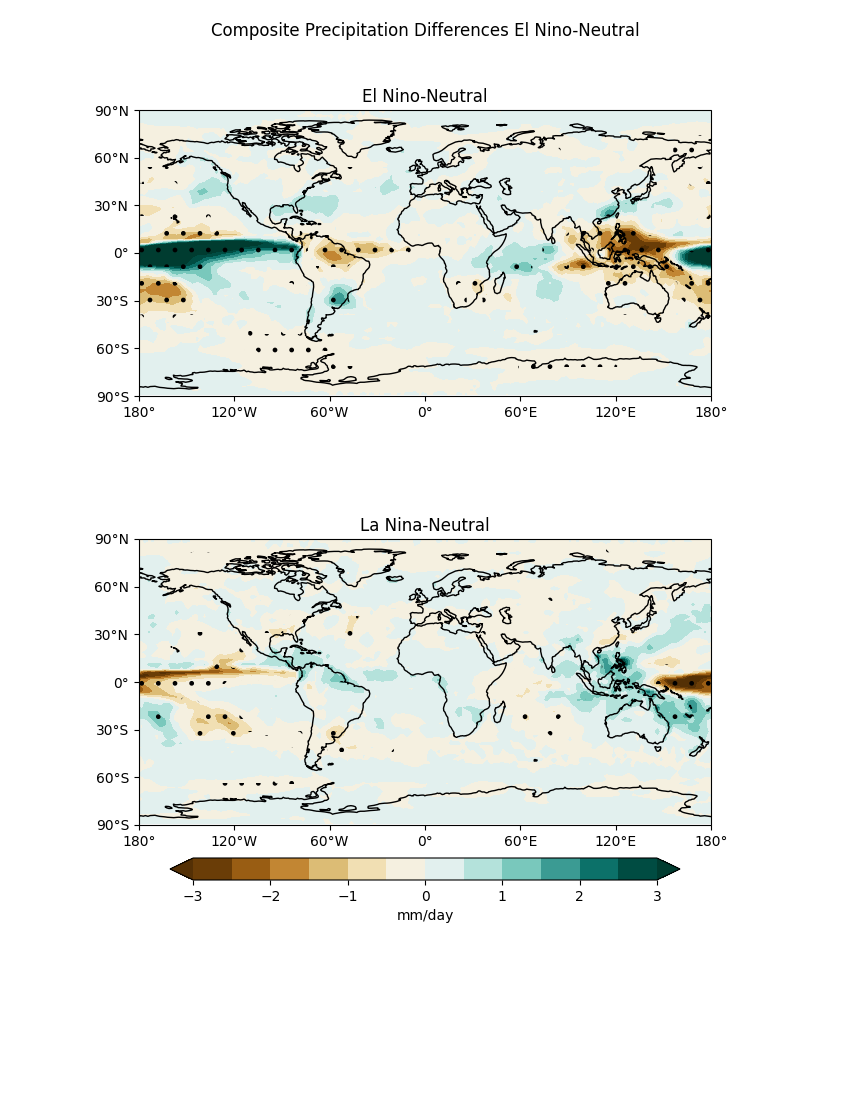 Composite Precipitation Differences El Nino-Neutral
El Nino-Neutral
90°N
60°N
30°N
0°
30°S
60°S
90°S
180° 120°W 60°W 0° 60°E 120°E 180°
La Nina-Neutral
90°N
60°N
30°N
0°
30°S
60°S
90°S
180° 120°W 60°W 0° 60°E 120°E 180°
−3 −2 −1 0 1 2 3
mm/day